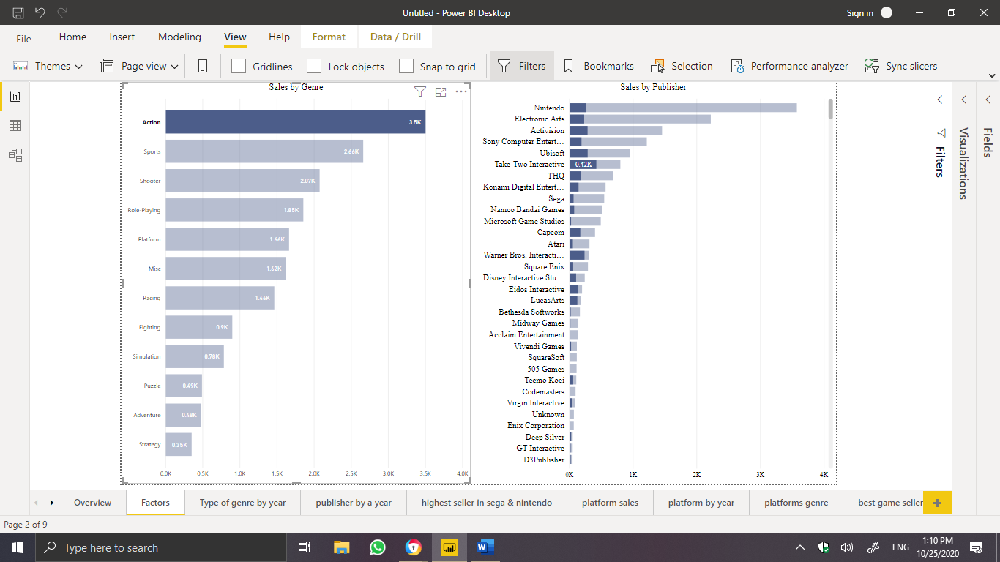 Untitled - Power BI Desktop
Sign in
File Home Insert Modeling View Help Format Data / Drill
Themes Page view Gridlines Lock objects Snap to grid Filters Bookmarks Selection Performance analyzer Sync slicers
Sales by Genre
Action 3.5K
Sports 2.66K
Shooter 2.07K
Role-Playing 1.85K
Platform 1.66K
Misc 1.62K
Racing 1.46K
Fighting 0.9K
Simulation 0.78K
Puzzle 0.49K
Adventure 0.48K
Strategy 0.35K
0.0K 0.5K 1.0K 1.5K 2.0K 2.5K 3.0K 3.5K 4.0K
Sales by Publisher
Nintendo
Electronic Arts
Activision
Sony Computer Entert...
Ubisoft
Take-Two Interactive 0.42K
THQ
Konami Digital Entert...
Sega
Namco Bandai Games
Microsoft Game Studios
Capcom
Atari
Warner Bros. Interacti...
Square Enix
Disney Interactive Stu...
Eidos Interactive
LucasArts
Bethesda Softworks
Midway Games
Acclaim Entertainment
Vivendi Games
SquareSoft
505 Games
Tecmo Koei
Codemasters
Virgin Interactive
Unknown
Enix Corporation
Deep Silver
GT Interactive
D3Publisher
0K 1K 2K 3K 4K
Filters
Visualizations
Fields
Overview Factors Type of genre by year publisher by a year highest seller in sega & nintendo platform sales platform by year platforms genre best game seller
Page 2 of 9
Type here to search
ENG
1:10 PM
10/25/2020